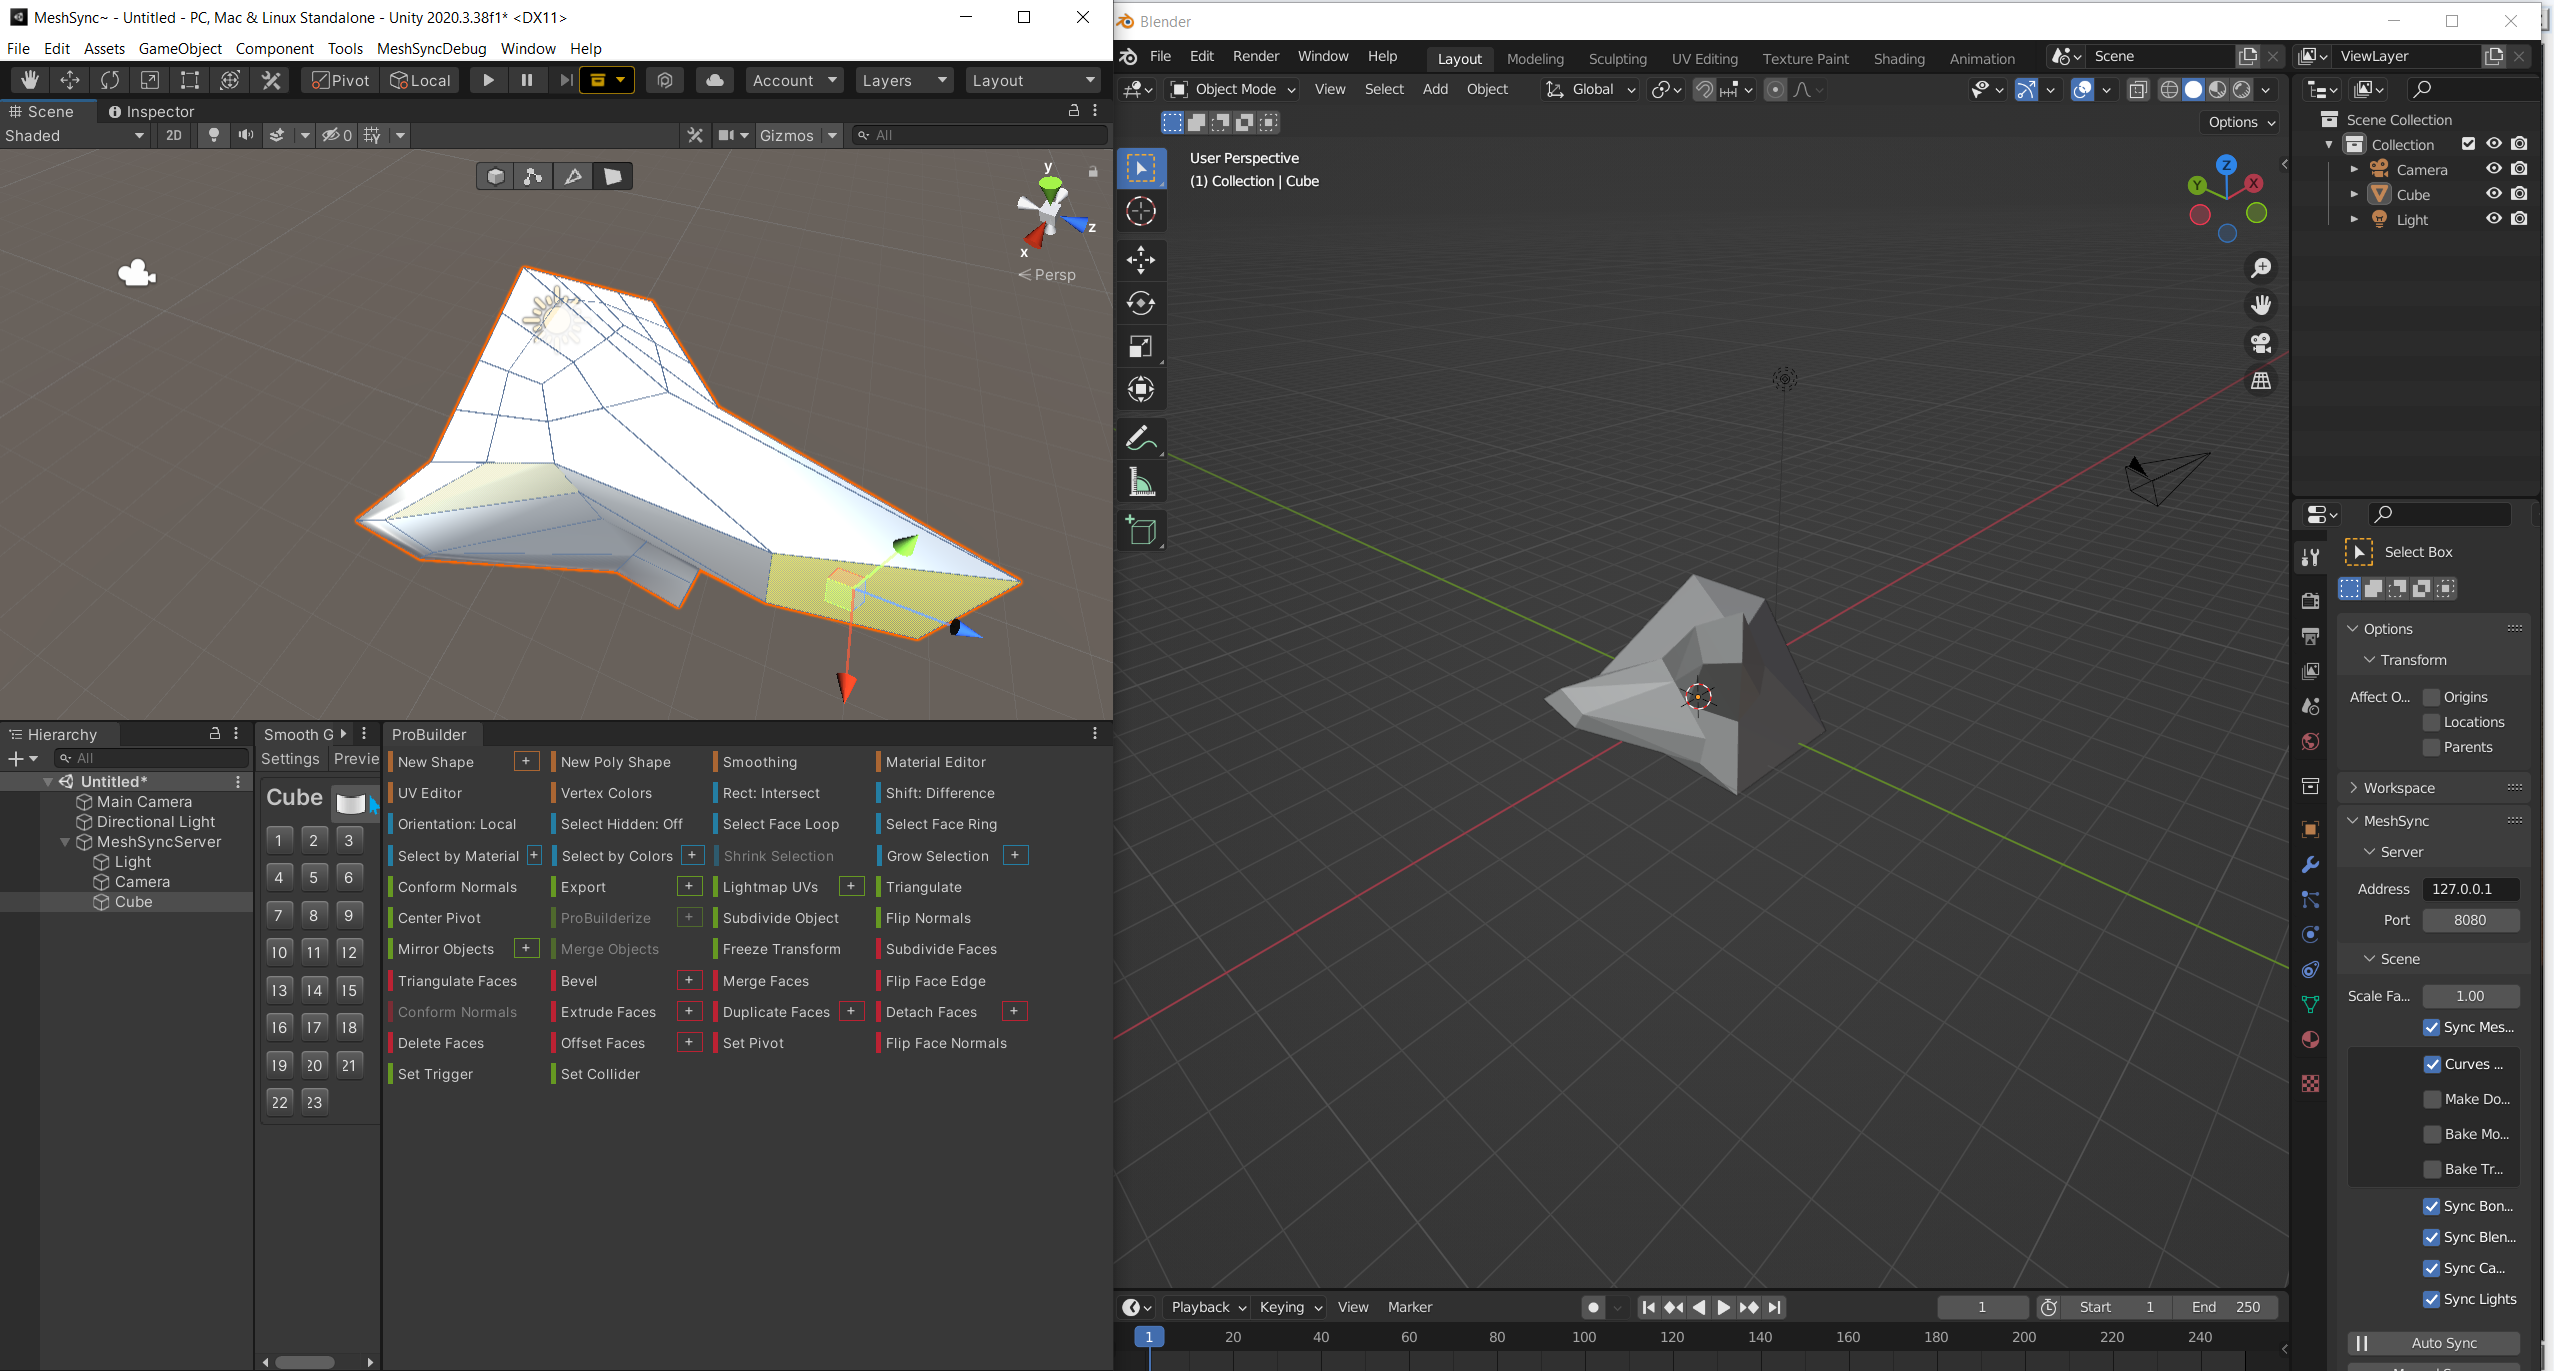 MeshSync~ - Untitled - PC, Mac & Linux Standalone - Unity 2020.3.38f1* <DX11>
File Edit Assets GameObject Component Tools MeshSyncDebug Window Help
Pivot Local Account Layers Layout
Scene Inspector
Shaded 2D 0 Gizmos All
y
z
x
Persp
Hierarchy
All
Untitled*
Main Camera
Directional Light
MeshSyncServer
Light
Camera
Cube
Smooth G
Settings Previe
Cube
1 2 3
4 5 6
7 8 9
10 11 12
13 14 15
16 17 18
19 20 21
22 23
ProBuilder
New Shape + New Poly Shape Smoothing Material Editor
UV Editor Vertex Colors Rect: Intersect Shift: Difference
Orientation: Local Select Hidden: Off Select Face Loop Select Face Ring
Select by Material + Select by Colors + Shrink Selection Grow Selection +
Conform Normals Export + Lightmap UVs + Triangulate
Center Pivot ProBuilderize + Subdivide Object Flip Normals
Mirror Objects + Merge Objects Freeze Transform Subdivide Faces
Triangulate Faces Bevel + Merge Faces Flip Face Edge
Conform Normals Extrude Faces + Duplicate Faces + Detach Faces +
Delete Faces Offset Faces + Set Pivot Flip Face Normals
Set Trigger Set Collider
Blender
File Edit Render Window Help Layout Modeling Sculpting UV Editing Texture Paint Shading Animation Scene ViewLayer
Object Mode View Select Add Object Global
Options
User Perspective
(1) Collection | Cube
Z
Y
X
Scene Collection
Collection
Camera
Cube
Light
Select Box
Options
Transform
Affect O... Origins
Locations
Parents
Workspace
MeshSync
Server
Address 127.0.0.1
Port 8080
Scene
Scale Fa... 1.00
Sync Mes...
Curves ...
Make Do...
Bake Mo...
Bake Tr...
Sync Bon...
Sync Blen...
Sync Ca...
Sync Lights
Auto Sync
Playback Keying View Marker 1 Start 1 End 250
1 20 40 60 80 100 120 140 160 180 200 220 240